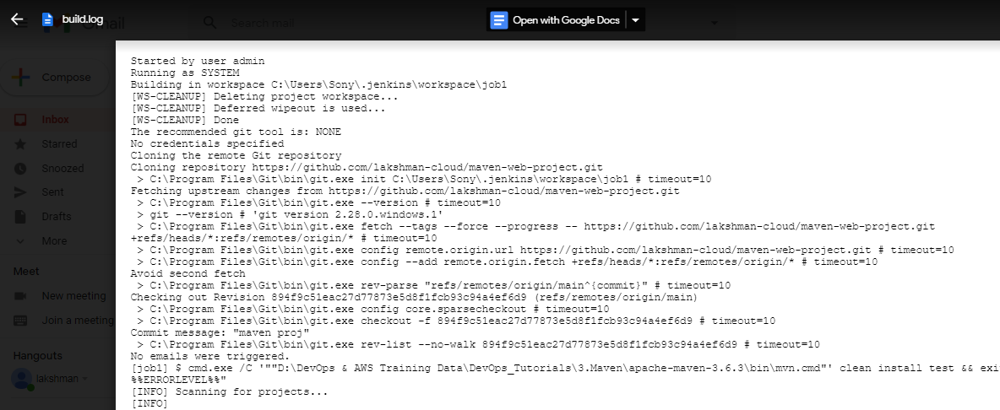 build.log
Open with Google Docs
Gmail
Search mail
Compose
Inbox
Starred
Snoozed
Sent
Drafts
More
Meet
New meeting
Join a meeting
Hangouts
lakshman
Started by user admin
Running as SYSTEM
Building in workspace C:\Users\Sony\.jenkins\workspace\job1
[WS-CLEANUP] Deleting project workspace...
[WS-CLEANUP] Deferred wipeout is used...
[WS-CLEANUP] Done
The recommended git tool is: NONE
No credentials specified
Cloning the remote Git repository
Cloning repository https://github.com/lakshman-cloud/maven-web-project.git
> C:\Program Files\Git\bin\git.exe init C:\Users\Sony\.jenkins\workspace\job1 # timeout=10
Fetching upstream changes from https://github.com/lakshman-cloud/maven-web-project.git
> C:\Program Files\Git\bin\git.exe --version # timeout=10
> git --version # 'git version 2.28.0.windows.1'
> C:\Program Files\Git\bin\git.exe fetch --tags --force --progress -- https://github.com/lakshman-cloud/maven-web-project.git
+refs/heads/*:refs/remotes/origin/* # timeout=10
> C:\Program Files\Git\bin\git.exe config remote.origin.url https://github.com/lakshman-cloud/maven-web-project.git # timeout=10
> C:\Program Files\Git\bin\git.exe config --add remote.origin.fetch +refs/heads/*:refs/remotes/origin/* # timeout=10
Avoid second fetch
> C:\Program Files\Git\bin\git.exe rev-parse "refs/remotes/origin/main^{commit}" # timeout=10
Checking out Revision 894f9c51eac27d77873e5d8f1fcb93c94a4ef6d9 (refs/remotes/origin/main)
> C:\Program Files\Git\bin\git.exe config core.sparsecheckout # timeout=10
> C:\Program Files\Git\bin\git.exe checkout -f 894f9c51eac27d77873e5d8f1fcb93c94a4ef6d9 # timeout=10
Commit message: "maven proj"
> C:\Program Files\Git\bin\git.exe rev-list --no-walk 894f9c51eac27d77873e5d8f1fcb93c94a4ef6d9 # timeout=10
No emails were triggered.
[job1] $ cmd.exe /C '""D:\DevOps & AWS Training Data\DevOps_Tutorials\3.Maven\apache-maven-3.6.3\bin\mvn.cmd"' clean install test && exi
%%ERRORLEVEL%%"
[INFO] Scanning for projects...
[INFO]